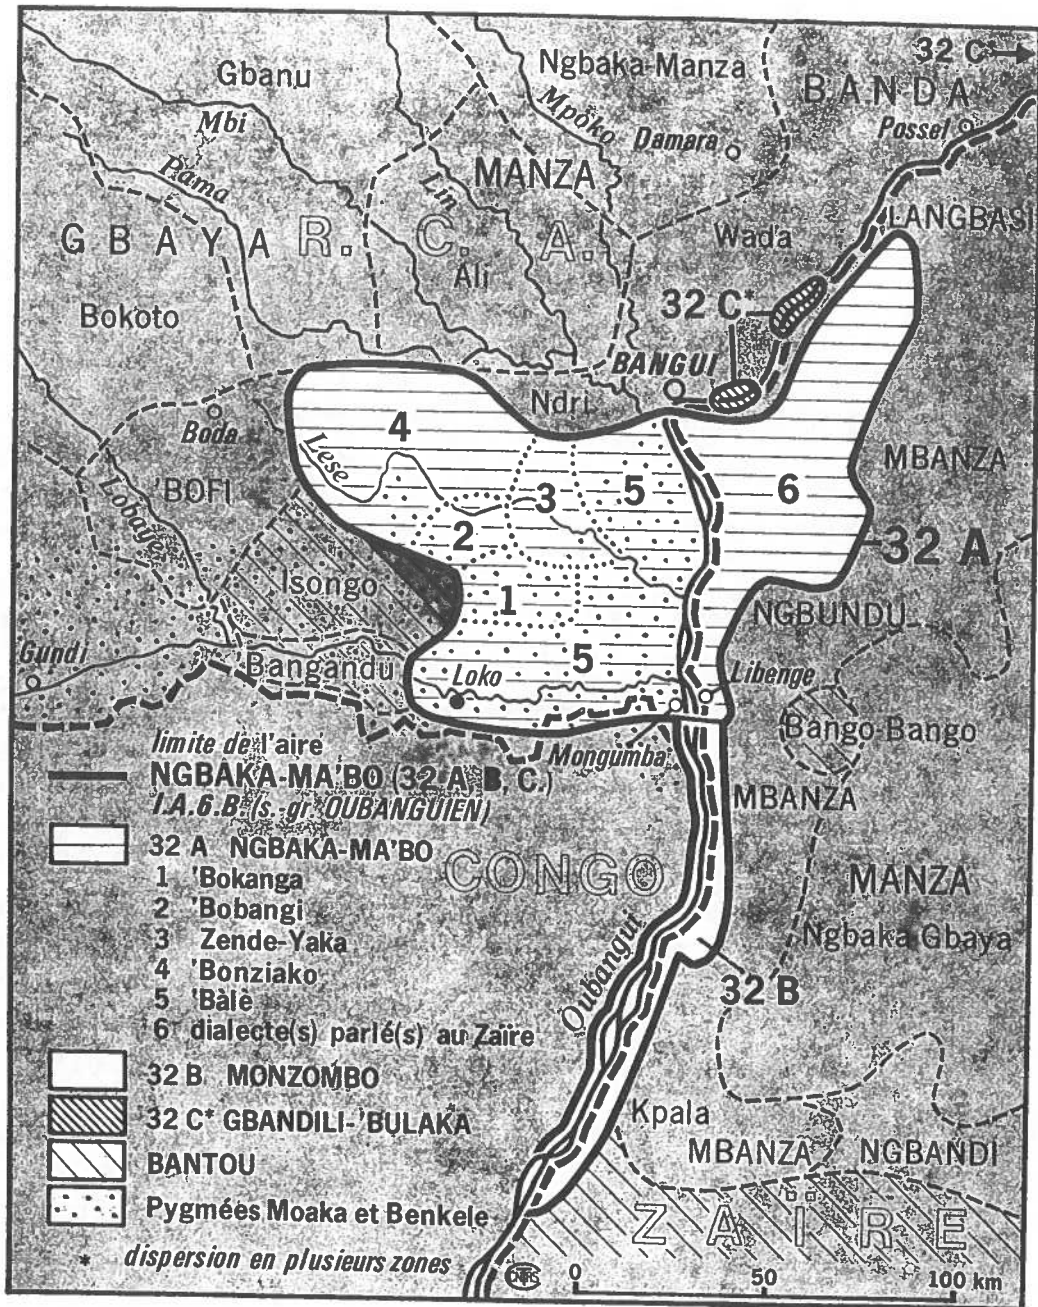 32 C
Gbanu
Ngbaka-Manza
BANDA
Mbi
Mpoko
Damara
Possel
Pama
Lin
MANZA
LANGBASI
GBAYA
R. C. A.
Wada
Ali
Bokoto
32 C*
BANGUI
Ndri
Boda
4
Lese
MBANZA
'BOFI
3
5
6
Lobaye
2
32 A
Isongo
1
NGBUNDU
Gundi
Bangandu
Loko
5
Libenge
Bango-Bango
Mongumba
MBANZA
limite de l'aire
NGBAKA-MA'BO (32 A, B, C.)
I.A.6.B. (s.-gr. OUBANGUIEN)
32 A NGBAKA-MA'BO
1 'Bokanga
2 'Bobangi
3 Zende-Yaka
4 'Bonziako
5 'Bàlè
6 dialecte(s) parlé(s) au Zaïre
32 B MONZOMBO
32 C* GBANDILI-'BULAKA
BANTOU
Pygmées Moaka et Benkele
* dispersion en plusieurs zones
CONGO
MANZA
Ngbaka Gbaya
Oubangui
32 B
Kpala
MBANZA
NGBANDI
ZAÏRE
CNRS
0 50 100 km